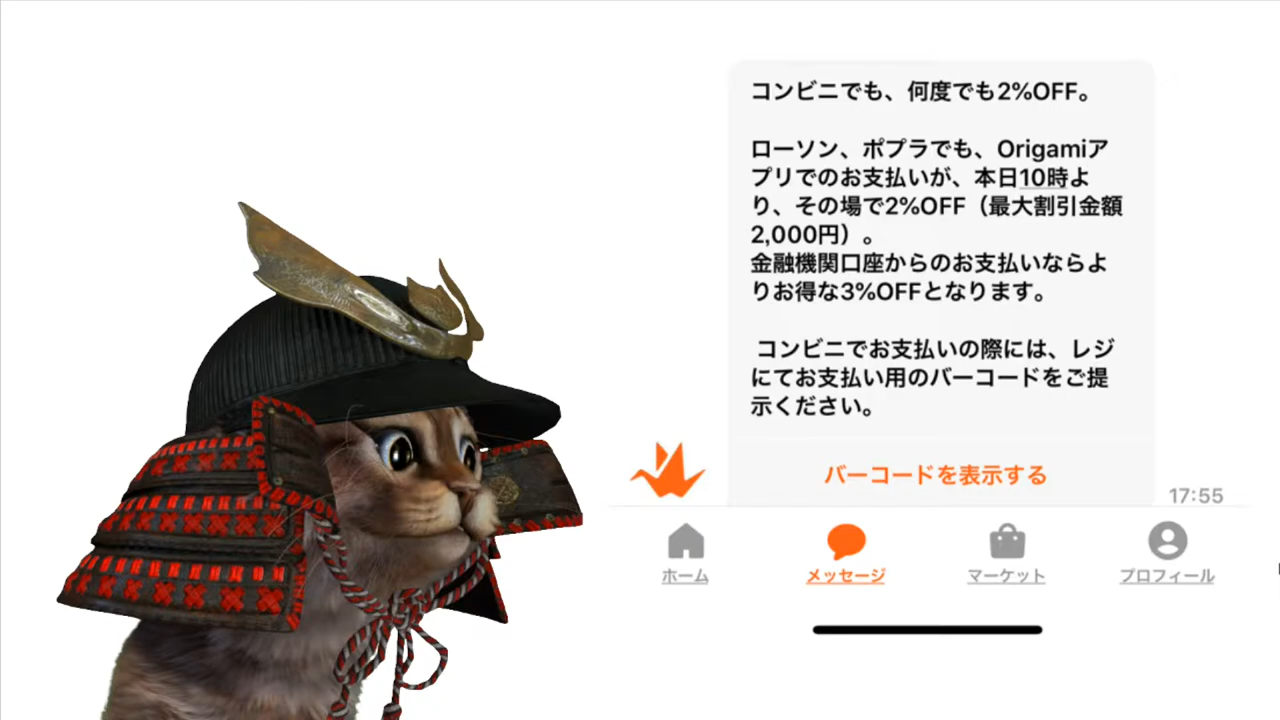 コンビニでも、何度でも2%OFF。
ローソン、ポプラでも、Origamiア
プリでのお支払いが、本日10時よ
り、その場で2%OFF（最大割引金額
2,000円）。
金融機関口座からのお支払いならよ
りお得な3%OFFとなります。
コンビニでお支払いの際には、レジ
にてお支払い用のバーコードをご提
示ください。
バーコードを表示する
17:55
ホーム
メッセージ
マーケット
プロフィール